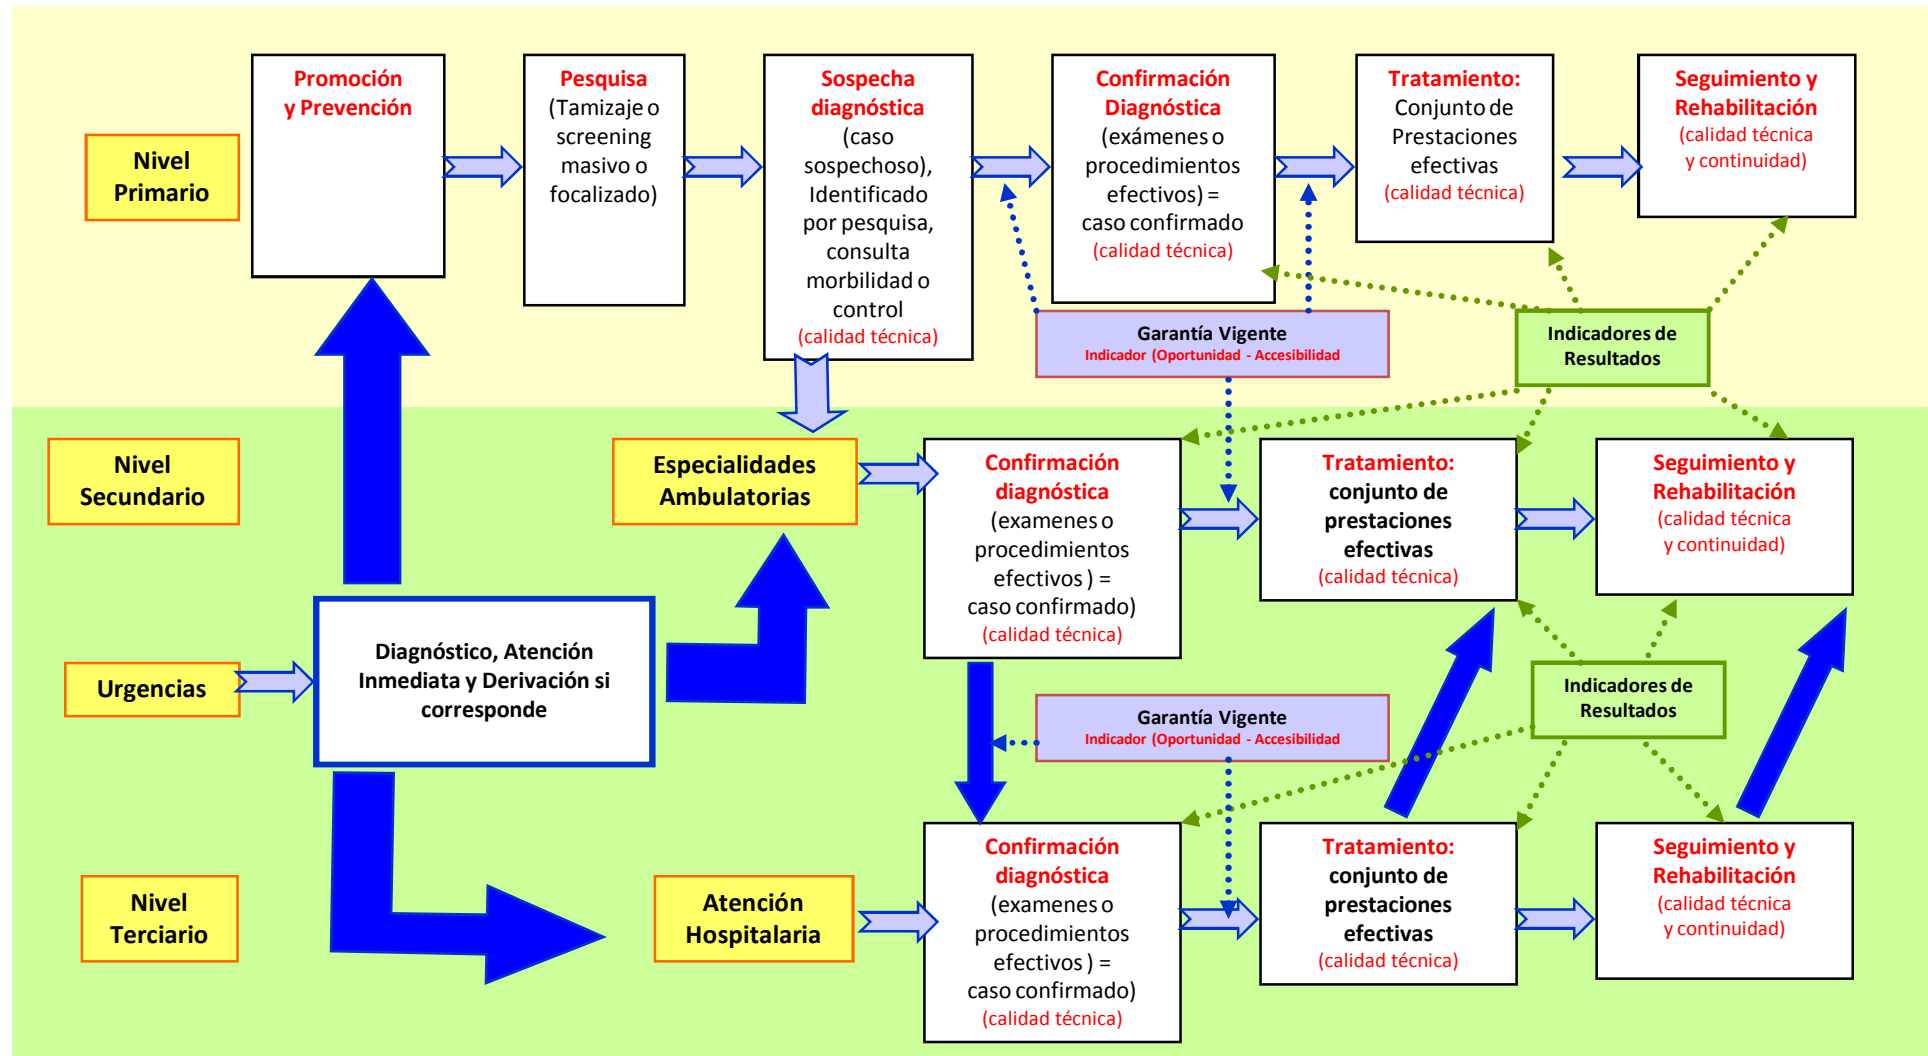 Nivel
Primario
Promoción
y Prevención
Pesquisa
(Tamizaje o
screening
masivo o
focalizado)
Sospecha
diagnóstica
(caso
sospechoso),
Identificado
por pesquisa,
consulta
morbilidad o
control
(calidad técnica)
Confirmación
Diagnóstica
(exámenes o
procedimientos
efectivos) =
caso confirmado
(calidad técnica)
Tratamiento:
Conjunto de
Prestaciones
efectivas
(calidad técnica)
Seguimiento y
Rehabilitación
(calidad técnica
y continuidad)
Garantía Vigente
Indicador (Oportunidad - Accesibilidad
Indicadores de
Resultados
Nivel
Secundario
Especialidades
Ambulatorias
Confirmación
diagnóstica
(examenes o
procedimientos
efectivos ) =
caso confirmado)
(calidad técnica)
Tratamiento:
conjunto de
prestaciones
efectivas
(calidad técnica)
Seguimiento y
Rehabilitación
(calidad técnica
y continuidad)
Urgencias
Diagnóstico, Atención
Inmediata y Derivación si
corresponde
Garantía Vigente
Indicador (Oportunidad - Accesibilidad
Indicadores de
Resultados
Nivel
Terciario
Atención
Hospitalaria
Confirmación
diagnóstica
(examenes o
procedimientos
efectivos ) =
caso confirmado)
(calidad técnica)
Tratamiento:
conjunto de
prestaciones
efectivas
(calidad técnica)
Seguimiento y
Rehabilitación
(calidad técnica
y continuidad)